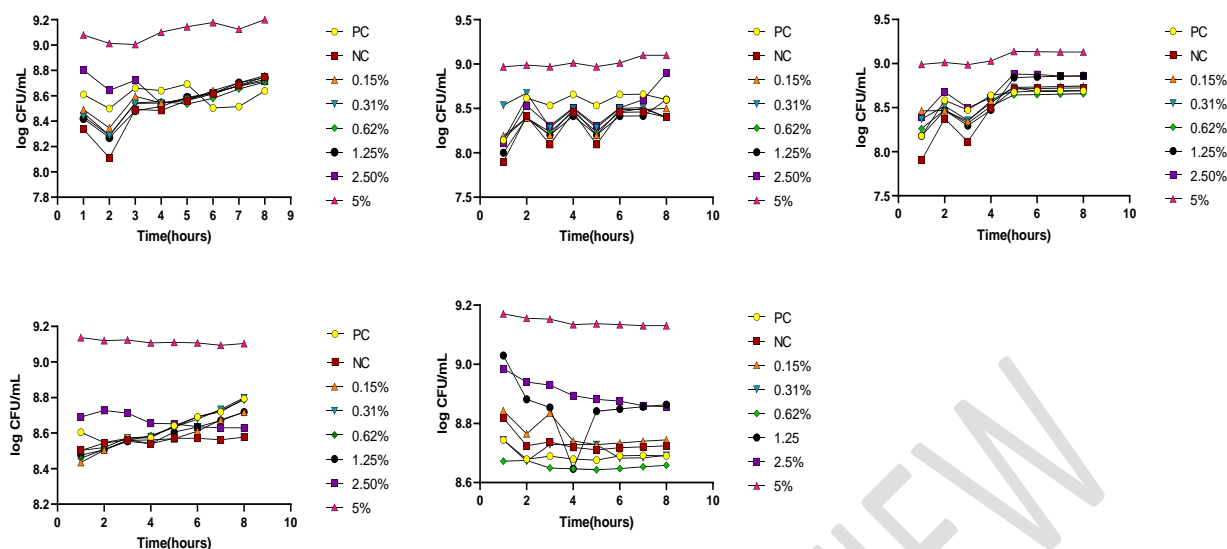 9.2
9.0
8.8
8.6
8.4
8.2
8.0
7.8
log CFU/mL
0 1 2 3 4 5 6 7 8 9
Time(hours)
PC
NC
0.15%
0.31%
0.62%
1.25%
2.50%
5%
9.5
9.0
8.5
8.0
7.5
log CFU/mL
0 2 4 6 8 10
Time(hours)
PC
NC
0.15%
0.31%
0.62%
1.25%
2.50%
5%
9.5
9.0
8.5
8.0
7.5
log CFU/mL
0 2 4 6 8 10
Time(hours)
PC
NC
0.15%
0.31%
0.62%
1.25%
2.50%
5%
9.2
9.0
8.8
8.6
8.4
8.2
log CFU/mL
0 2 4 6 8 10
Time(hours)
PC
NC
0.15%
0.31%
0.62%
1.25%
2.50%
5%
9.2
9.0
8.8
8.6
log CFU/mL
0 2 4 6 8 10
Time(hours)
PC
NC
0.15%
0.31%
0.62%
1.25
2.5%
5%